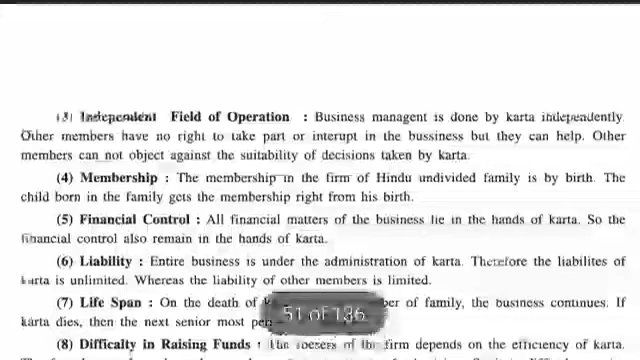 (3) Independent Field of Operation : Business managent is done by karta independently.
Other members have no right to take part or interupt in the bussiness but they can help. Other
members can not object against the suitability of decisions taken by karta.
(4) Membership : The membership in the firm of Hindu undivided family is by birth. The
child born in the family gets the membership right from his birth.
(5) Financial Control : All financial matters of the business lie in the hands of karta. So the
financial control also remain in the hands of karta.
(6) Liability : Entire business is under the administration of karta. Therefore the liabilites of
karta is unlimited. Whereas the liability of other members is limited.
(7) Life Span : On the death of ber of family, the business continues. If
karta dies, then the next senior most
51 of 136
(8) Difficalty in Raising Funds : The of the firm depends on the efficiency of karta.